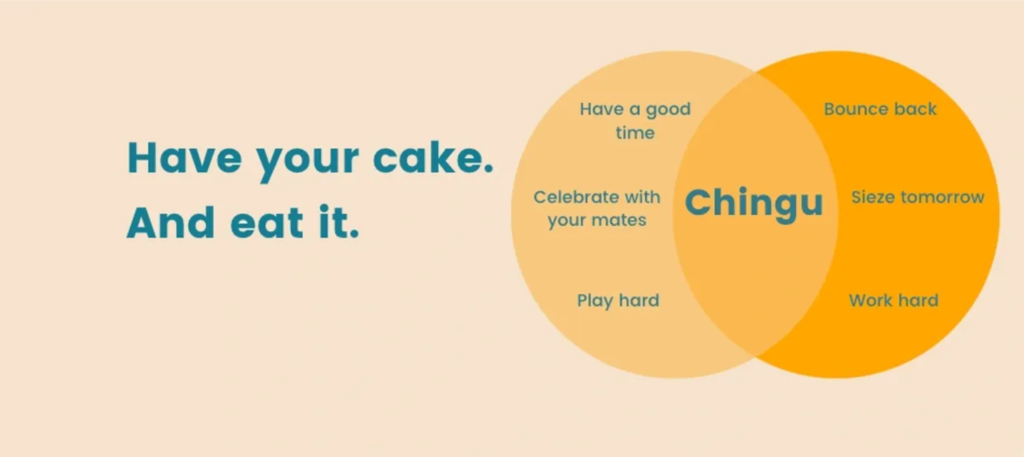 Have your cake.
And eat it.
Have a good
time
Celebrate with
your mates
Play hard
Chingu
Bounce back
Sieze tomorrow
Work hard